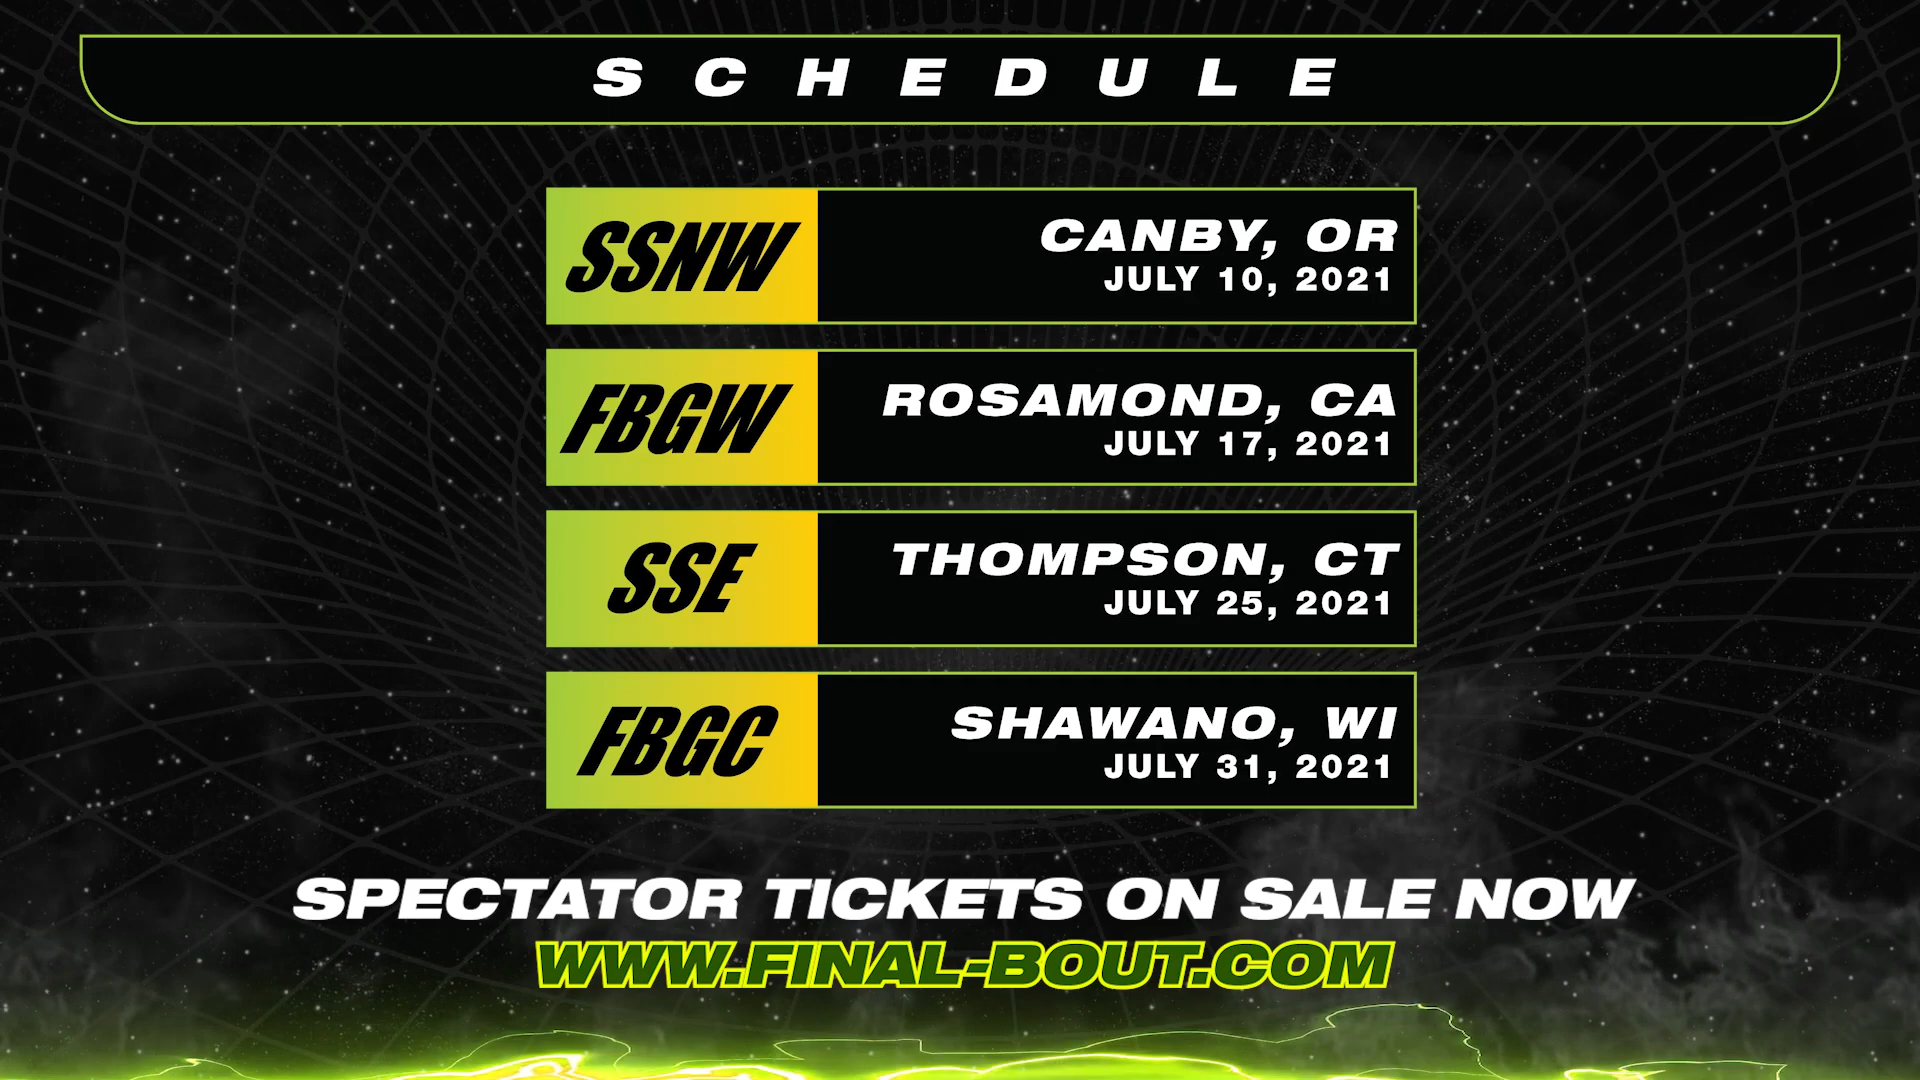 SCHEDULE
SSNW
CANBY, OR
JULY 10, 2021
FBGW
ROSAMOND, CA
JULY 17, 2021
SSE
THOMPSON, CT
JULY 25, 2021
FBGC
SHAWANO, WI
JULY 31, 2021
SPECTATOR TICKETS ON SALE NOW
WWW.FINAL-BOUT.COM